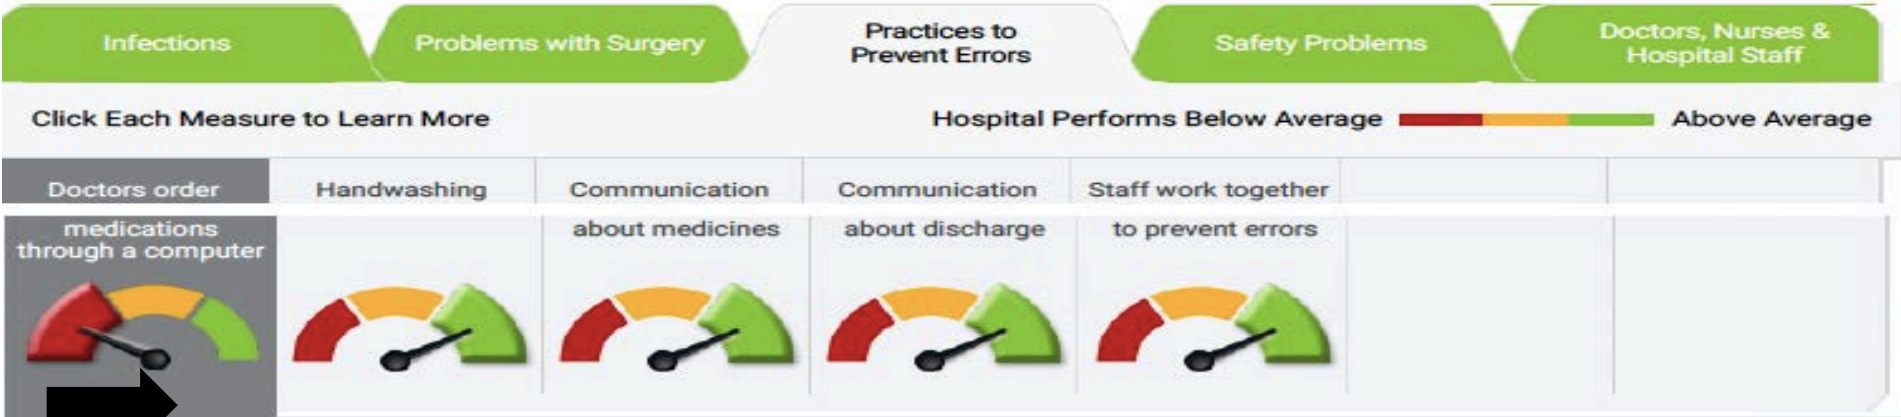 Infections
Problems with Surgery
Practices to
Prevent Errors
Safety Problems
Doctors, Nurses &
Hospital Staff
Click Each Measure to Learn More
Hospital Performs Below Average
Above Average
Doctors order
medications
through a computer
Handwashing
Communication
about medicines
Communication
about discharge
Staff work together
to prevent errors